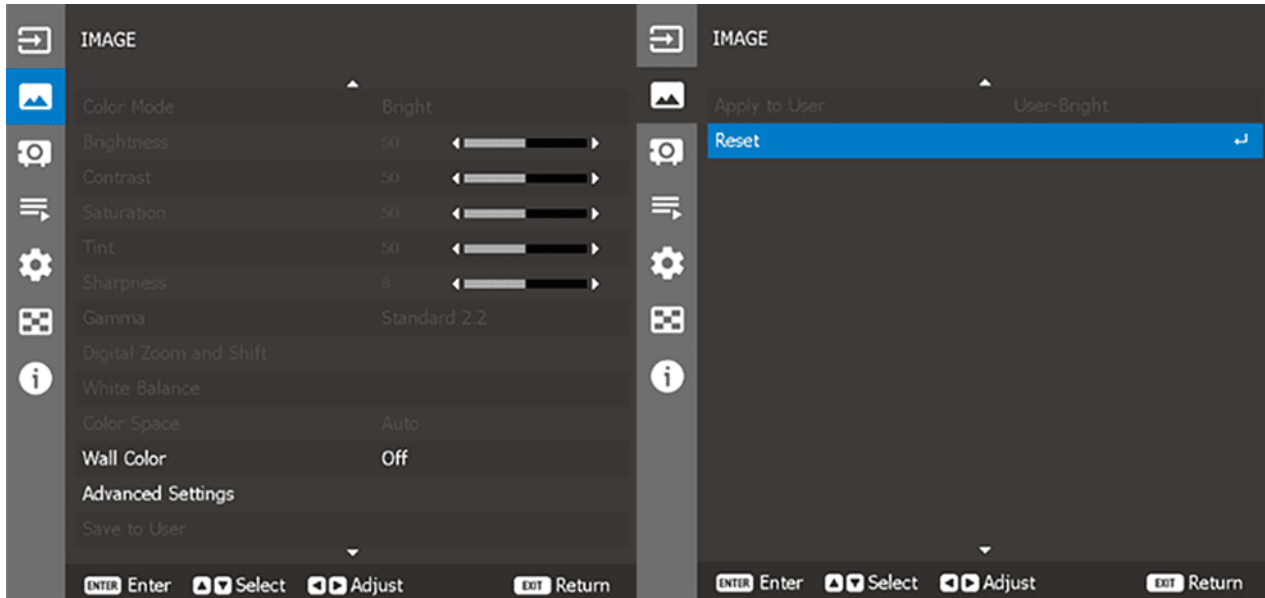 IMAGE
Color Mode Bright
Brightness 50
Contrast 50
Saturation 50
Tint 50
Sharpness 8
Gamma Standard 2.2
Digital Zoom and Shift
White Balance
Color Space Auto
Wall Color Off
Advanced Settings
Save to User
ENTER Enter Select Adjust EXIT Return
IMAGE
Apply to User User-Bright
Reset
ENTER Enter Select Adjust EXIT Return